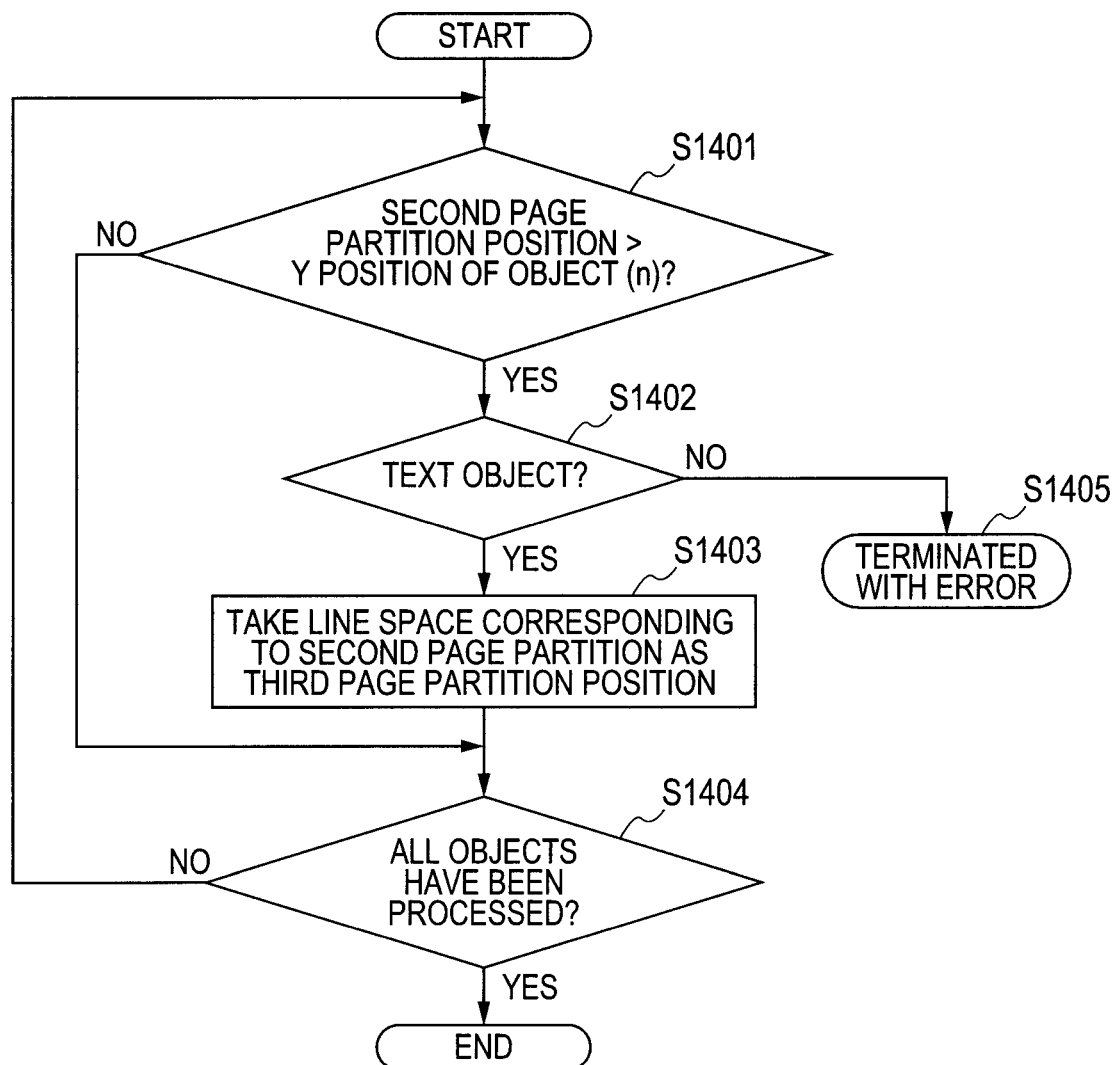 START
S1401
SECOND PAGE
PARTITION POSITION >
Y POSITION OF OBJECT (n)?
NO
YES
S1402
TEXT OBJECT?
NO
S1405
TERMINATED
WITH ERROR
YES
S1403
TAKE LINE SPACE CORRESPONDING
TO SECOND PAGE PARTITION AS
THIRD PAGE PARTITION POSITION
S1404
NO
ALL OBJECTS
HAVE BEEN
PROCESSED?
YES
END